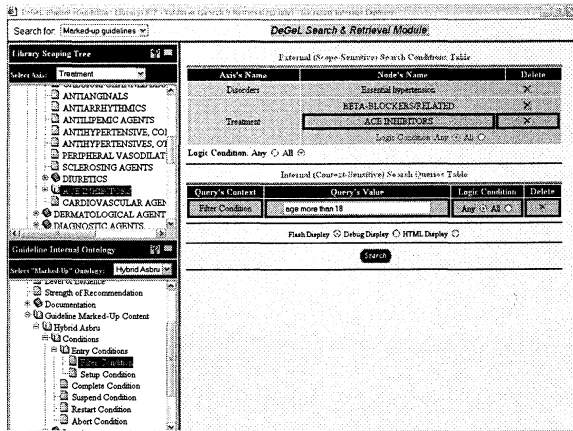 Search for: Marked-up guidelines
DeGeL Search & Retrieval Module
Library Scoping Tree
Select Axis: Treatment
ANTIANGINALS
ANTIARRHYTHMICS
ANTILIPEMIC AGENTS
ANTIHYPERTENSIVE, COI
ANTIHYPERTENSIVES, OT
PERIPHERAL VASODILAT
SCLEROSING AGENTS
DIURETICS
ACE INHIBITORS
CARDIOVASCULAR AGEN
DERMATOLOGICAL AGENT
DIAGNOSTIC AGENTS
Guideline Internal Ontology
Select "Marked-Up" Ontology: Hybrid Asbru
Level of Evidence
Strength of Recommendation
Documentation
Guideline Marked-Up Content
Hybrid Asbru
Conditions
Entry Conditions
Filter Condition
Setup Condition
Complete Condition
Suspend Condition
Restart Condition
Abort Condition
External (Scope-Sensitive) Search Conditions Table
Axis's Name Node's Name Delete
Disorders Essential hypertension X
BETA-BLOCKERS/RELATED X
Treatment ACE INHIBITORS X
Logic Condition: Any All
Logic Condition: Any All
Internal (Context-Sensitive) Search Queries Table
Query's Context Query's Value Logic Condition Delete
Filter Condition age more than 18 Any All X
Flash Display Debug Display HTML Display
Search